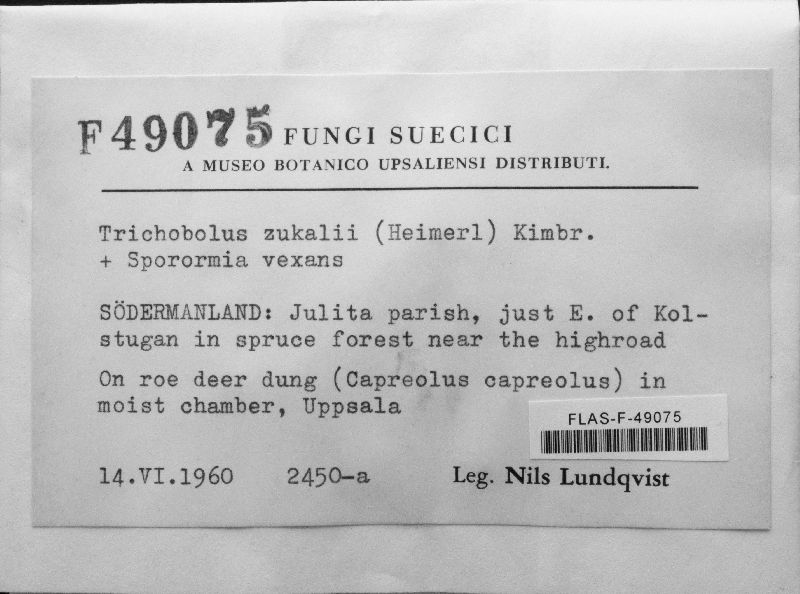 F49075 FUNGI SUECICI
A MUSEO BOTANICO UPSALIENSI DISTRIBUTI.
Trichobolus zukalii (Heimerl) Kimbr.
+ Sporormia vexans
SÖDERMANLAND: Julita parish, just E. of Kol-
stugan in spruce forest near the highroad
On roe deer dung (Capreolus capreolus) in
moist chamber, Uppsala
FLAS-F-49075
14.VI.1960 2450-a Leg. Nils Lundqvist